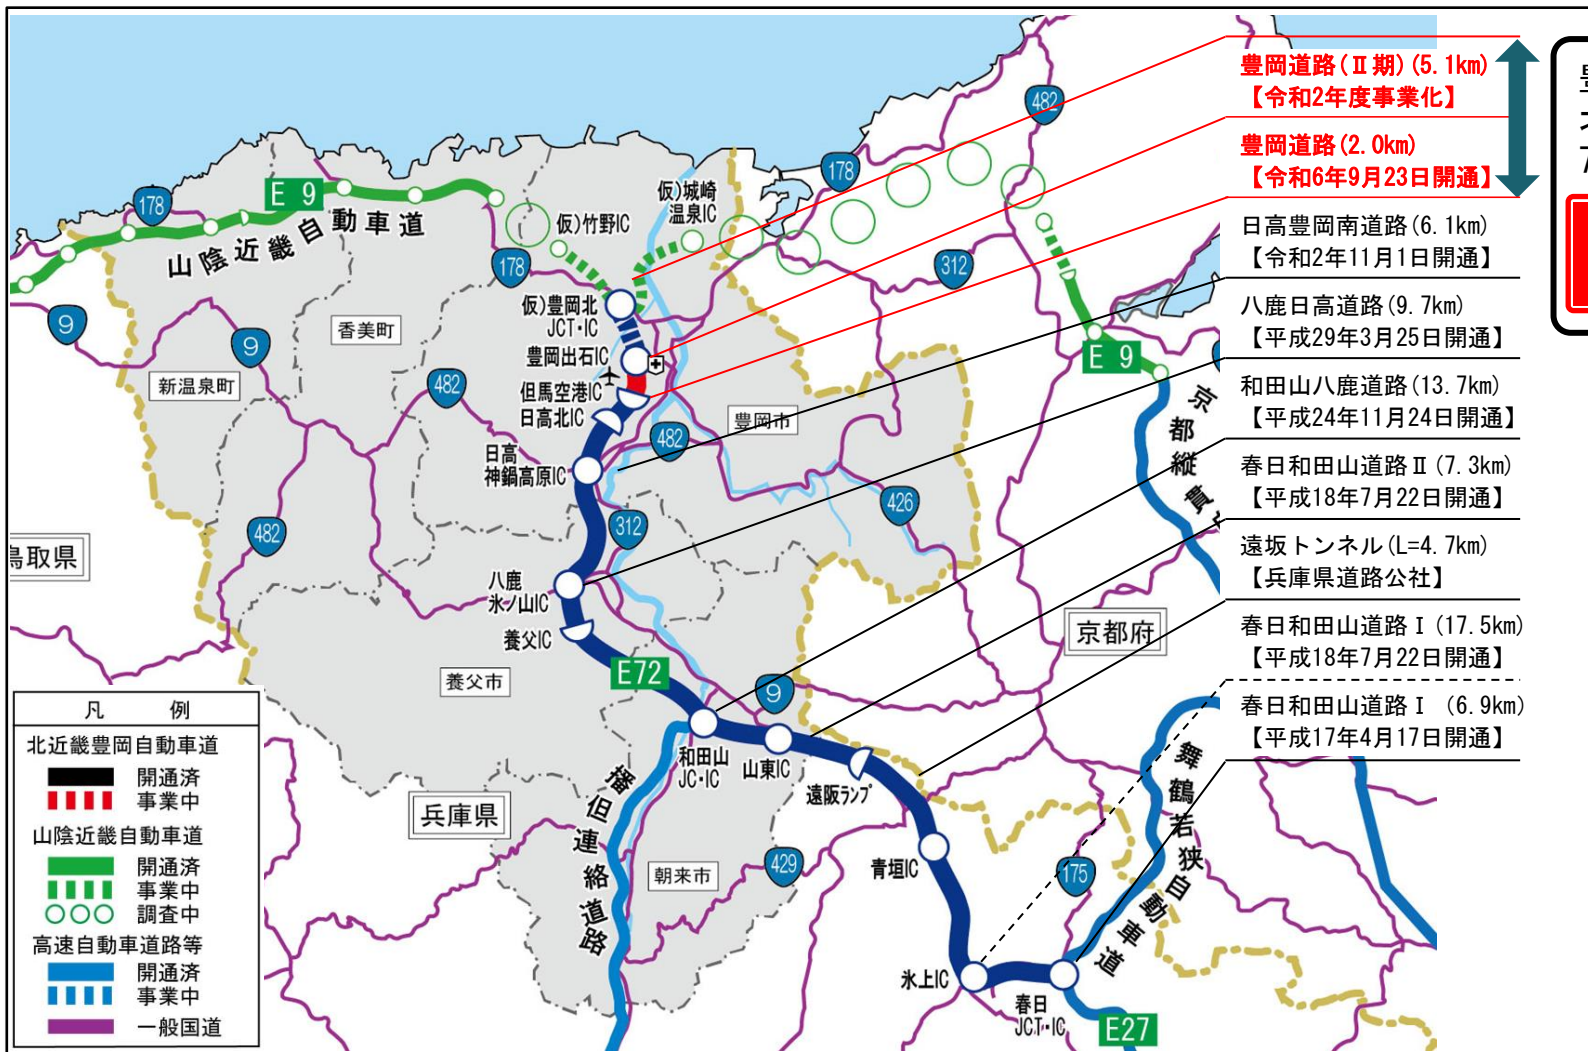 豊岡道路(Ⅱ期)(5.1km)
【令和2年度事業化】
豊岡道路(2.0km)
【令和6年9月23日開通】
日高豊岡南道路(6.1km)
【令和2年11月1日開通】
八鹿日高道路(9.7km)
【平成29年3月25日開通】
和田山八鹿道路(13.7km)
【平成24年11月24日開通】
春日和田山道路Ⅱ(7.3km)
【平成18年7月22日開通】
遠坂トンネル(L=4.7km)
【兵庫県道路公社】
春日和田山道路Ⅰ(17.5km)
【平成18年7月22日開通】
春日和田山道路Ⅰ (6.9km)
【平成17年4月17日開通】
482
178
E 9
178
山陰近畿自動車道
仮)城崎
温泉IC
仮)竹野IC
178
312
9
香美町
9
仮)豊岡北
JCT・IC
豊岡出石IC
E 9
新温泉町
482
但馬空港IC
日高北IC
豊岡市
京都縦貫
482
日高
神鍋高原IC
426
482
312
鳥取県
八鹿
氷ノ山IC
養父IC
京都府
E72
養父市
9
和田山
JC・IC
山東IC
遠阪ランプ
舞鶴若狭自動車道
播但連絡道路
兵庫県
朝来市
429
青垣IC
175
氷上IC
春日
JCT・IC
E27
凡 例
北近畿豊岡自動車道
開通済
事業中
山陰近畿自動車道
開通済
事業中
調査中
高速自動車道路等
開通済
事業中
一般国道